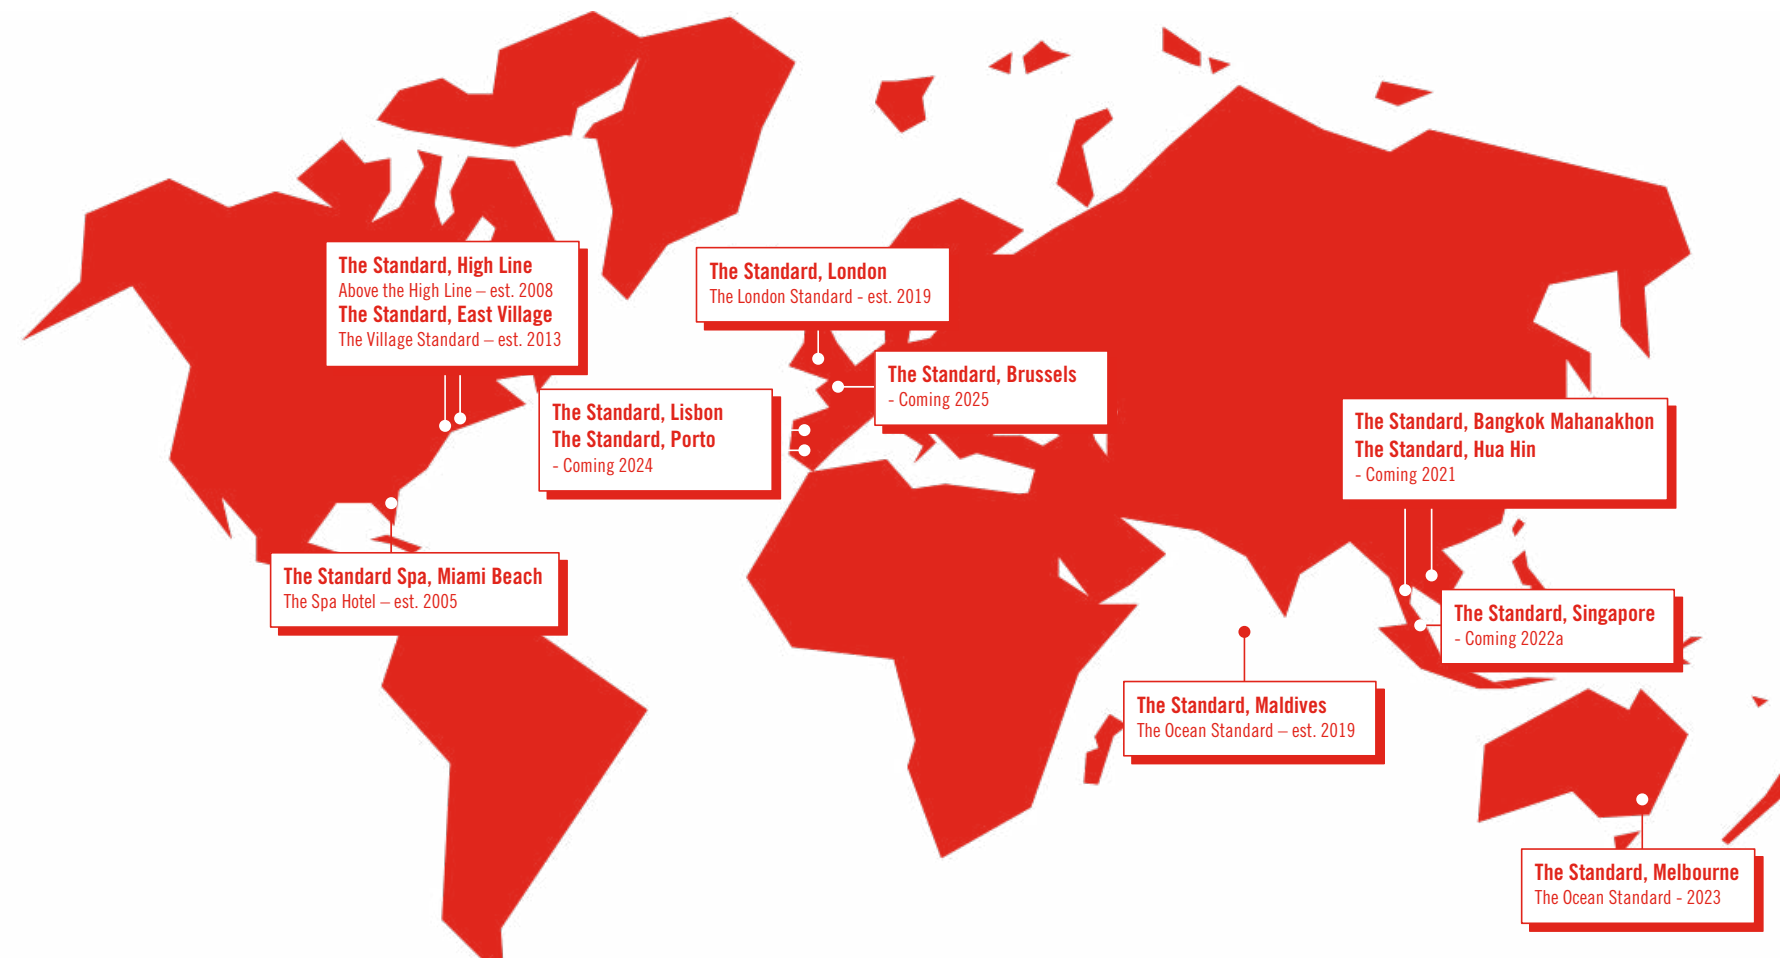 The Standard, High Line
Above the High Line – est. 2008
The Standard, East Village
The Village Standard – est. 2013
The Standard, London
The London Standard - est. 2019
The Standard, Brussels
- Coming 2025
The Standard, Lisbon
The Standard, Porto
- Coming 2024
The Standard, Bangkok Mahanakhon
The Standard, Hua Hin
- Coming 2021
The Standard Spa, Miami Beach
The Spa Hotel – est. 2005
The Standard, Singapore
- Coming 2022a
The Standard, Maldives
The Ocean Standard – est. 2019
The Standard, Melbourne
The Ocean Standard - 2023